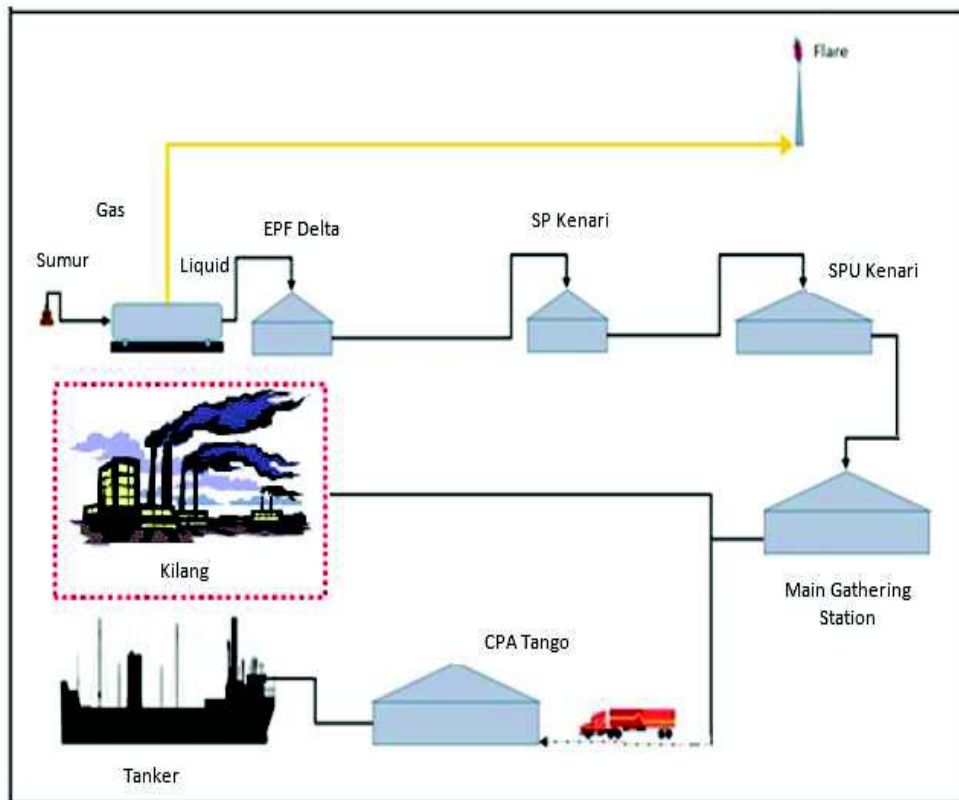 Flare
Gas
EPF Delta
SP Kenari
Sumur
Liquid
SPU Kenari
Kilang
Main Gathering
Station
CPA Tango
Tanker